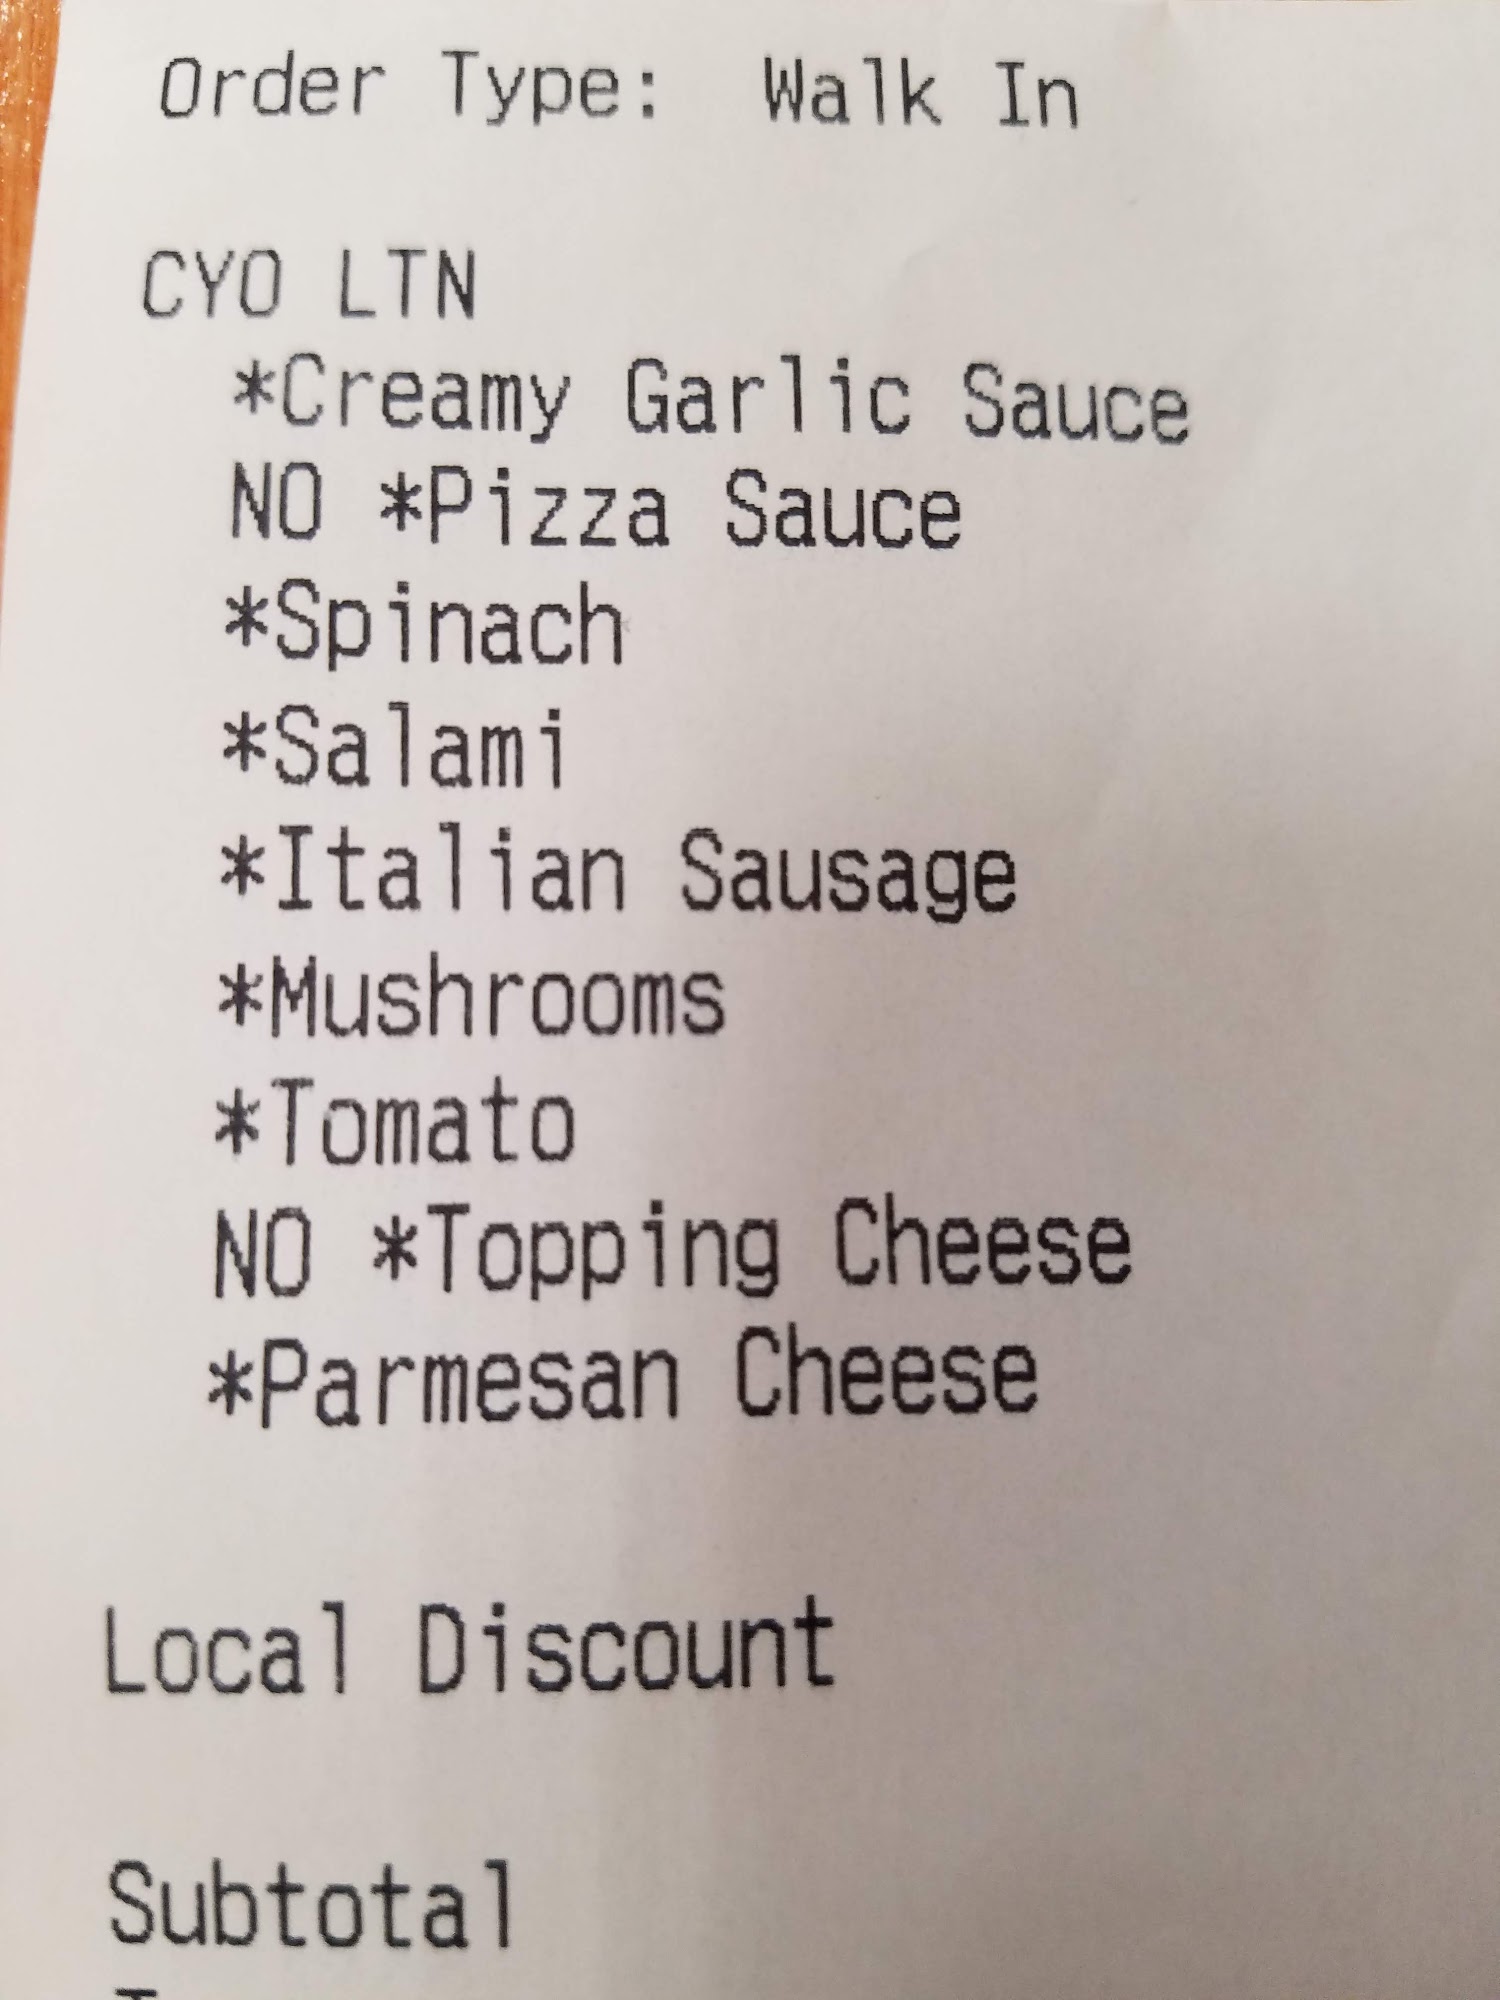 Order Type: Walk In
CYO LTN
*Creamy Garlic Sauce
NO *Pizza Sauce
*Spinach
*Salami
*Italian Sausage
*Mushrooms
*Tomato
NO *Topping Cheese
*Parmesan Cheese
Local Discount
Subtotal